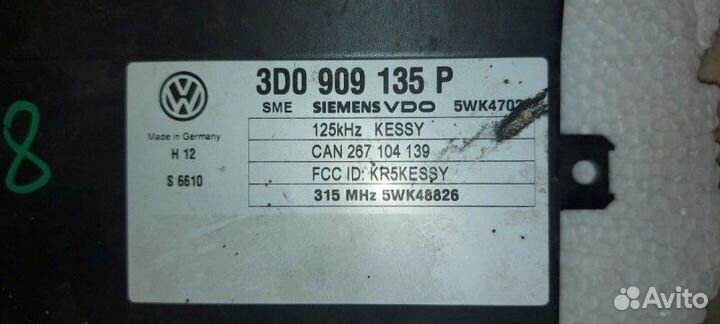 3D0 909 135 P
SME SIEMENS VDO
125kHz KESSY
CAN 267 104 139
FCC ID: KR5KESSY
315 MHz 5WK48826
Made in Germany
H 12
S 6610
8
Avito